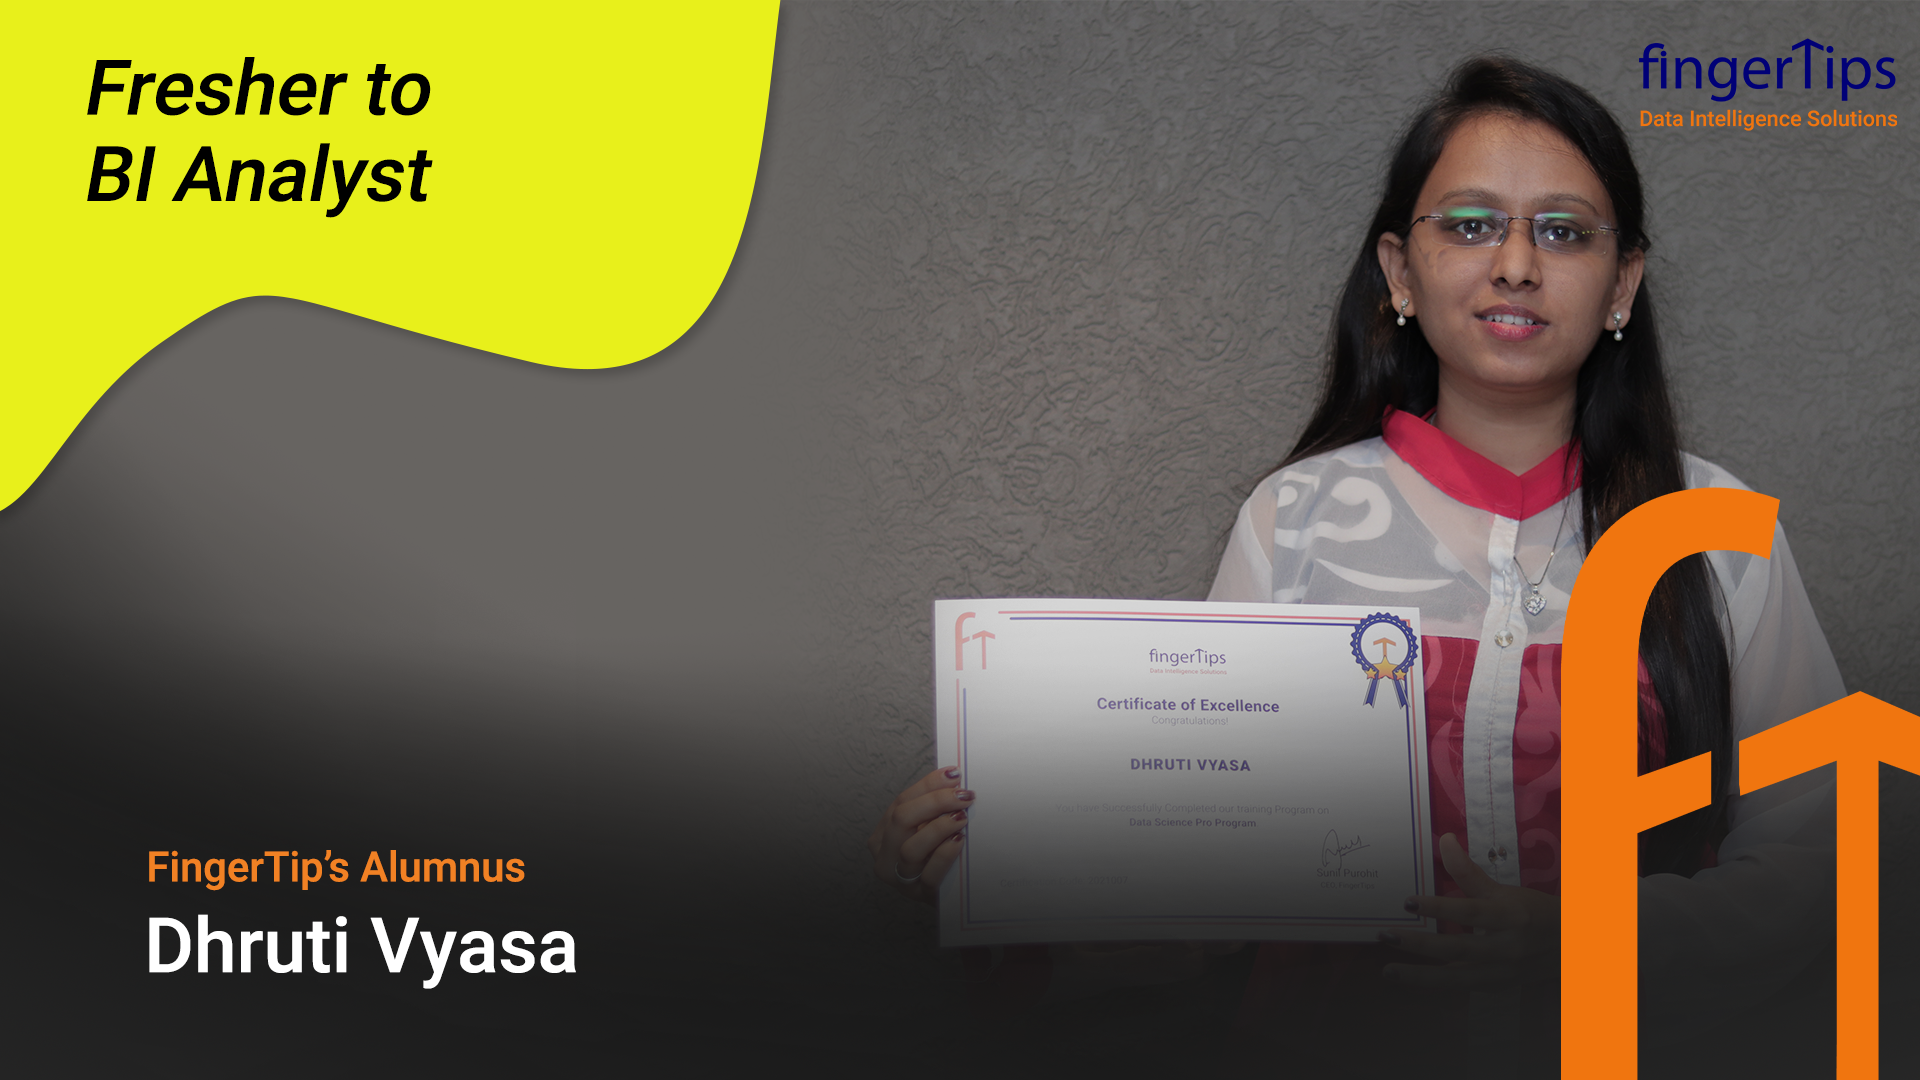 Fresher to
BI Analyst
fingerTips
Data Intelligence Solutions
fingerTips
Data Intelligence Solutions
Certificate of Excellence
Congratulations!
DHRUTI VYASA
You have Successfully Completed our training Program on
Data Science Pro Program
Sunil Purohit
FingerTip’s Alumnus
Dhruti Vyasa